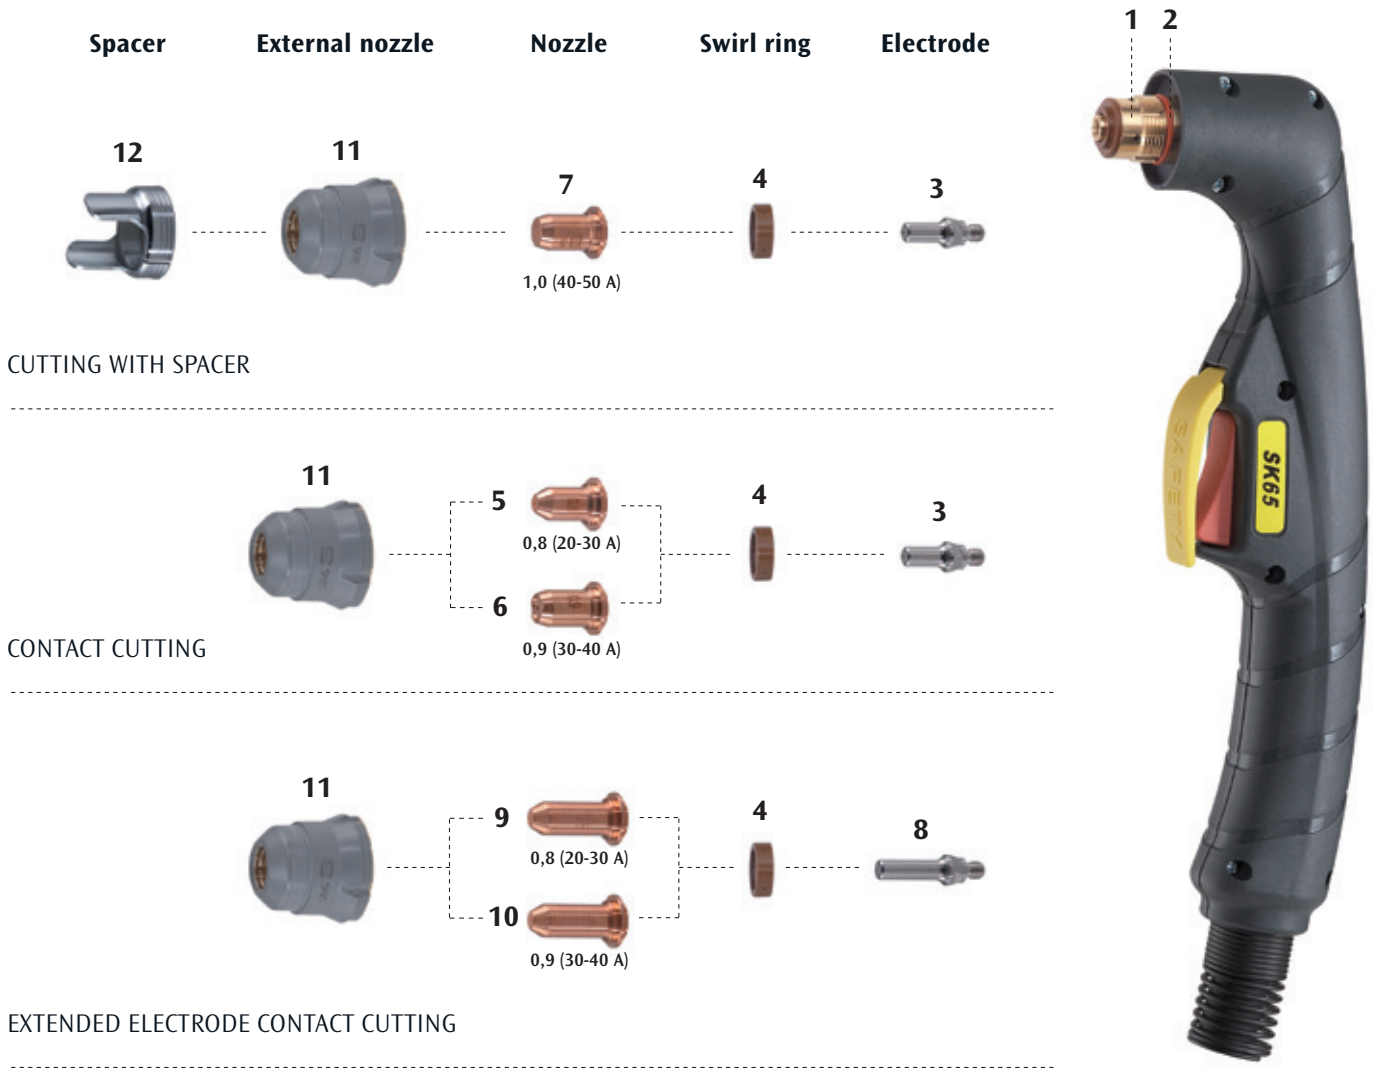 1 2
Spacer External nozzle Nozzle Swirl ring Electrode
12 11 7 4 3
1,0 (40-50 A)
CUTTING WITH SPACER
SAFETY
SK65
11 5 4 3
0,8 (20-30 A)
6
0,9 (30-40 A)
CONTACT CUTTING
11 9 4 8
0,8 (20-30 A)
10
0,9 (30-40 A)
EXTENDED ELECTRODE CONTACT CUTTING